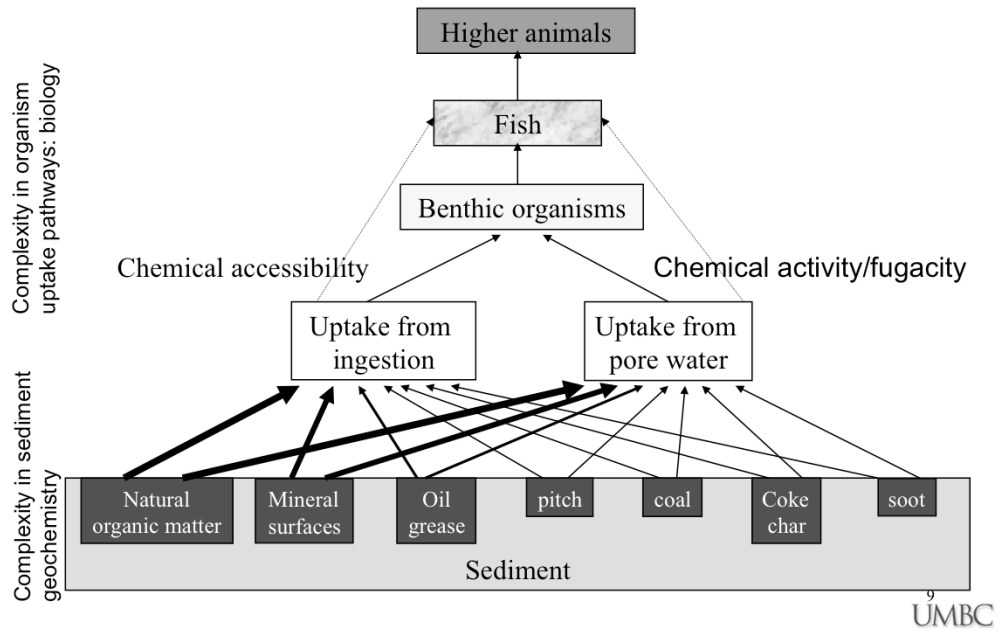 Higher animals
Complexity in organism
uptake pathways: biology
Fish
Benthic organisms
Chemical accessibility
Chemical activity/fugacity
Uptake from
ingestion
Uptake from
pore water
Complexity in sediment
geochemistry
Natural
organic matter
Mineral
surfaces
Oil
grease
pitch
coal
Coke
char
soot
Sediment
9
UMBC